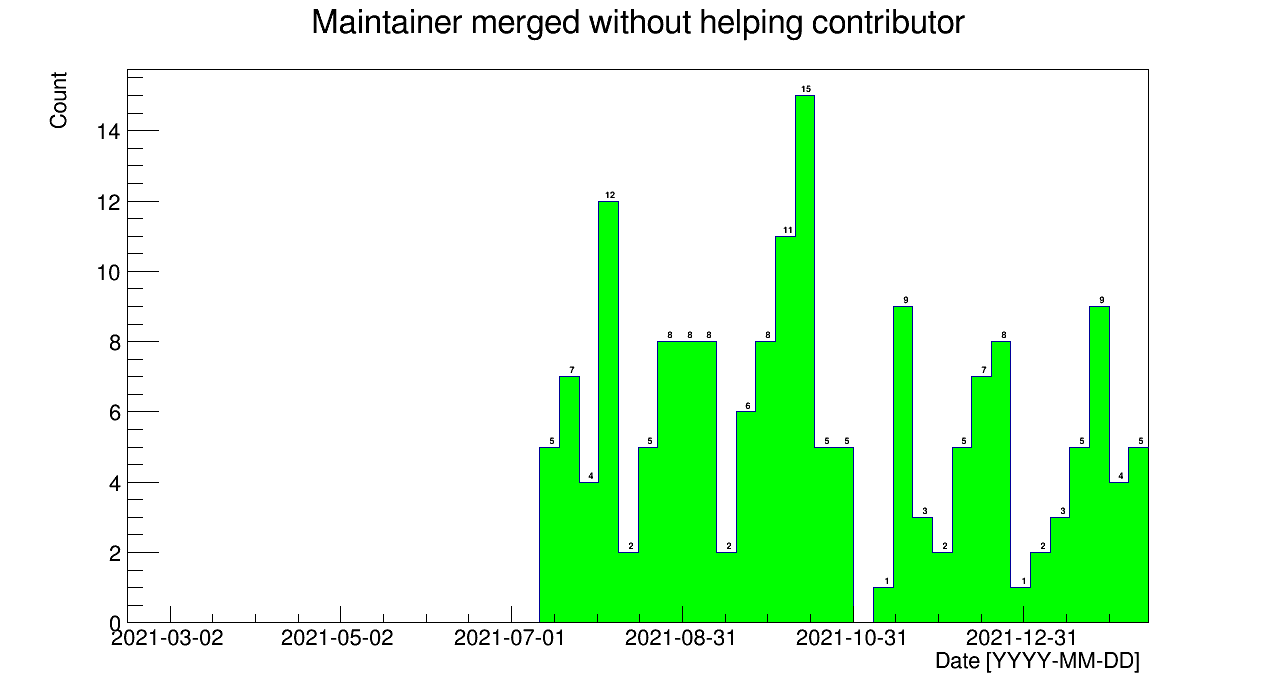 Maintainer merged without helping contributor
Count
14
12
10
8
6
4
2
0
5 7 4 12 2 5 8 8 8 2 6 8 11 15 5 5 1 9 3 2 5 7 8 1 2 3 5 9 4 5
2021-03-02 2021-05-02 2021-07-01 2021-08-31 2021-10-31 2021-12-31
Date [YYYY-MM-DD]